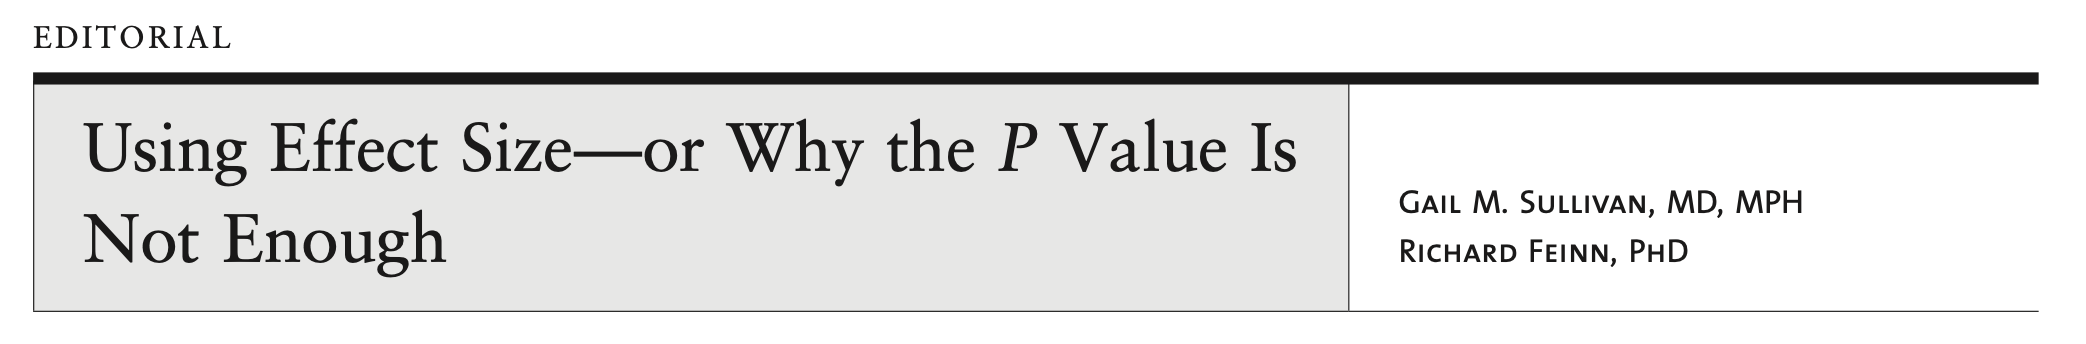 EDITORIAL
Using Effect Size—or Why the P Value Is
Not Enough
Gail M. Sullivan, MD, MPH
Richard Feinn, PhD